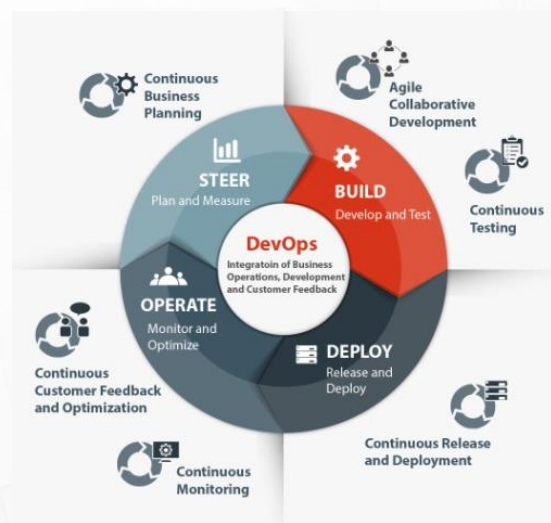 Continuous
Business
Planning
Agile
Collaborative
Development
Continuous
Testing
STEER
Plan and Measure
BUILD
Develop and Test
DevOps
Integratoin of Business
Operations, Development
and Customer Feedback
OPERATE
Monitor and
Optimize
DEPLOY
Release and
Deploy
Continuous
Customer Feedback
and Optimization
Continuous
Monitoring
Continuous Release
and Deployment